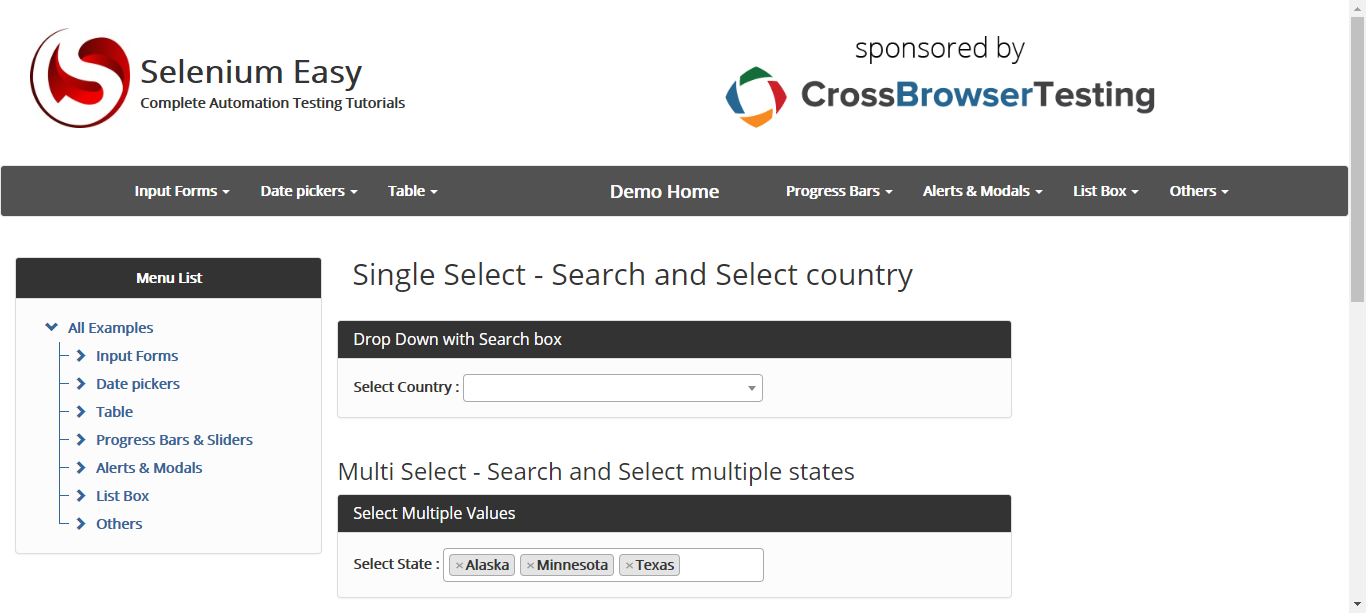 Selenium Easy
Complete Automation Testing Tutorials
sponsored by
CrossBrowserTesting
Input Forms Date pickers Table Demo Home Progress Bars Alerts & Modals List Box Others
Menu List
All Examples
Input Forms
Date pickers
Table
Progress Bars & Sliders
Alerts & Modals
List Box
Others
Single Select - Search and Select country
Drop Down with Search box
Select Country :
Multi Select - Search and Select multiple states
Select Multiple Values
Select State : ×Alaska ×Minnesota ×Texas